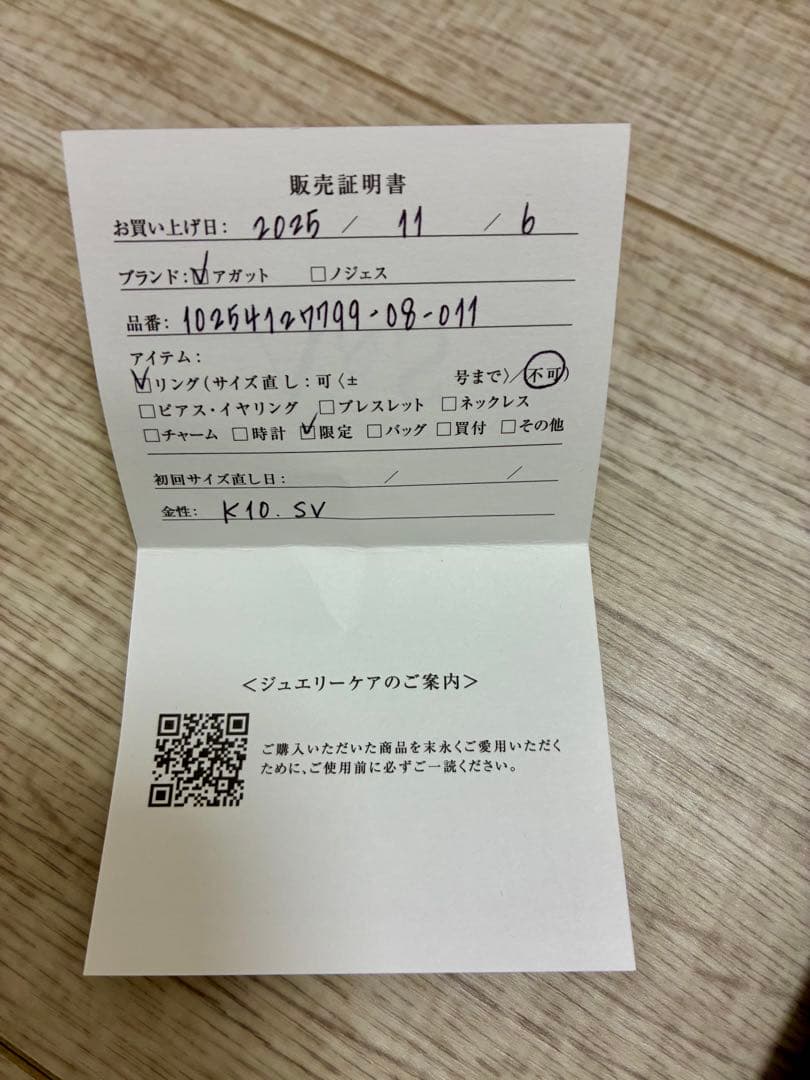 販売証明書
お買い上げ日: 2025 / 11 / 6
ブランド: ☑アガット □ノジェス
品番: 10254127799-08-011
アイテム:
☑リング(サイズ直し:可〈± 号まで〉/不可)
□ピアス・イヤリング □ブレスレット □ネックレス
□チャーム □時計 ☑限定 □バッグ □買付 □その他
初回サイズ直し日: / /
金性: K10. SV
<ジュエリーケアのご案内>
ご購入いただいた商品を末永くご愛用いただく
ために、ご使用前に必ずご一読ください。